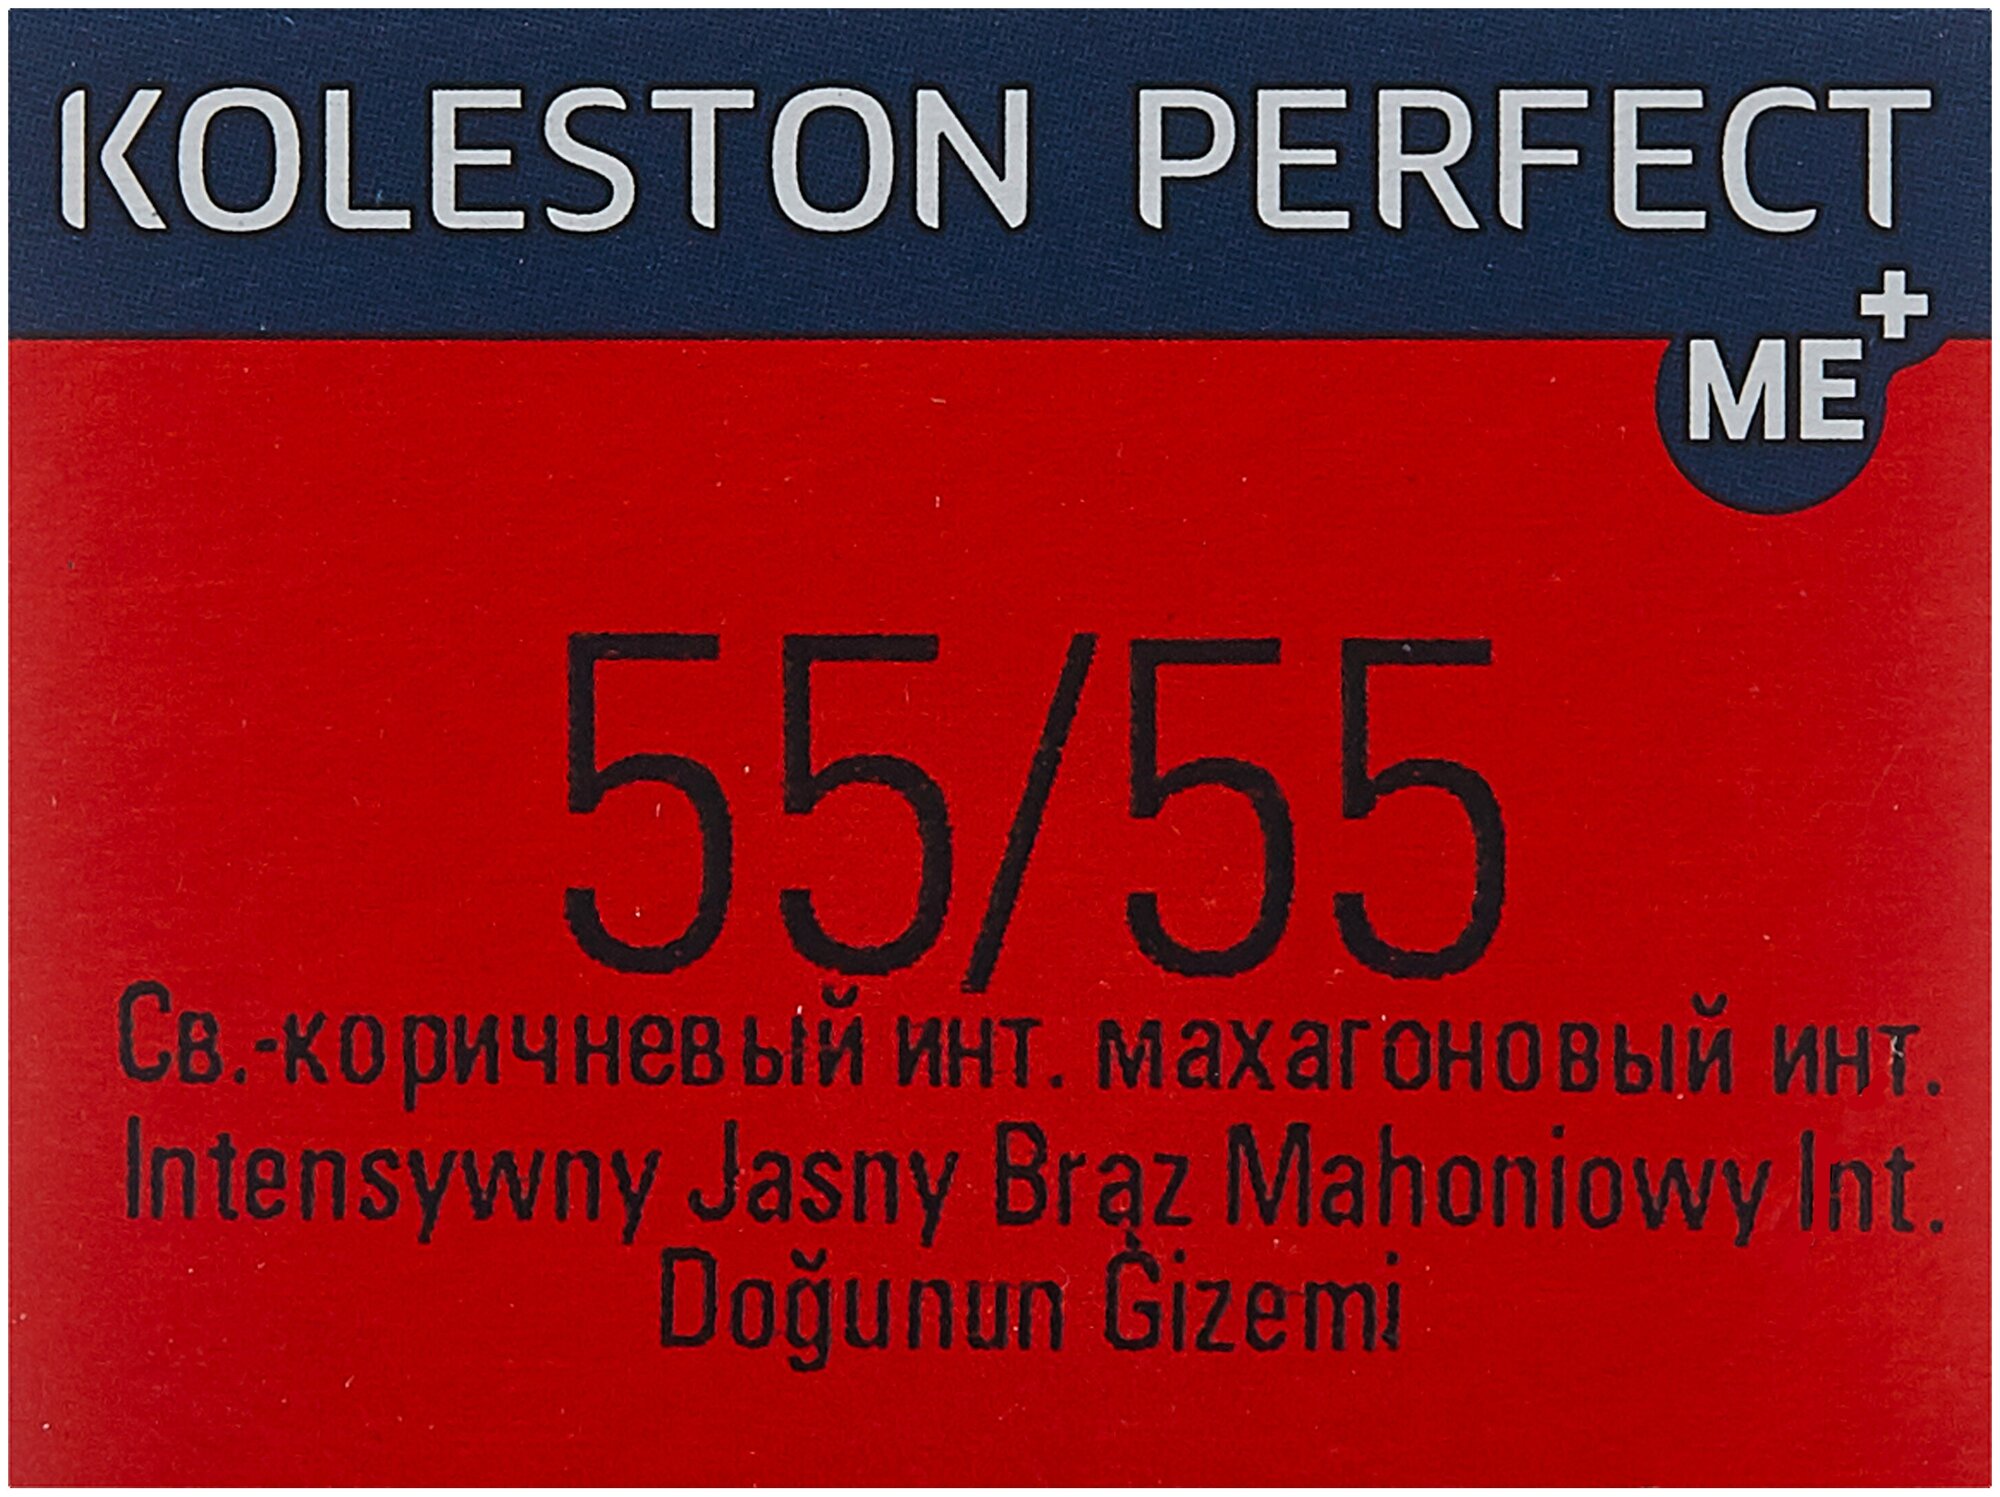 KOLESTON PERFECT
ME+
55/55
Св.-коричневый инт. махагоновый инт.
Intensywny Jasny Brąz Mahoniowy Int.
Doğunun Gizemi